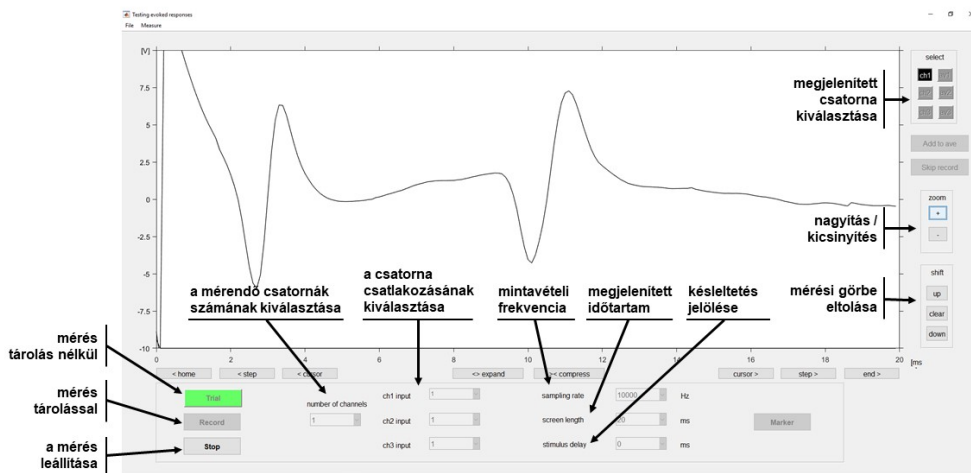 Testing evoked responses
File Measure
[V]
7.5
5
2.5
0
-2.5
-5
-7.5
-10
0 2 4 6 8 10 12 14 16 18 20 [ms
select
ch1
megjelenített
csatorna
kiválasztása
Add to ave
Skip record
zoom
+
-
nagyítás /
kicsinyítés
shift
up
clear
down
mérési görbe
eltolása
a mérendő csatornák
számának kiválasztása
a csatorna
csatlakozásának
kiválasztása
mintavételi
frekvencia
megjelenített
időtartam
késleltetés
jelölése
mérés
tárolás nélkül
mérés
tárolással
a mérés
leállítása
< home < step < cursor <> expand >< compress cursor > step > end >
Trial
Record
Stop
number of channels
1
ch1 input 1
ch2 input 1
ch3 input 1
sampling rate 10000 Hz
screen length 20 ms
stimulus delay 0 ms
Marker